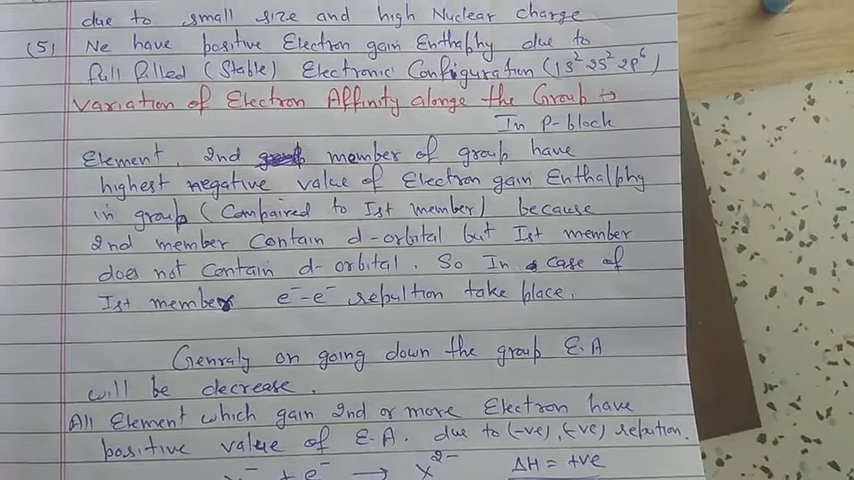 due to small size and high Nuclear charge
(5) Ne have positive Electron gain Enthalphy due to
full filled (Stable) Electronic Configuration (1s² 2s² 2p⁶)
Variation of Electron Affinity alonge the Group →
In P-block
Element, 2nd member of group have
highest negative value of Electron gain Enthalphy
in group (Compaired to Ist member) because
2nd member Contain d-orbital but Ist member
does not Contain d-orbital. So In case of
Ist member e⁻-e⁻ repultion take place.
Genraly on going down the group E.A
will be decrease.
All Element which gain 2nd or more Electron have
positive value of E.A. due to (-ve), (-ve) repultion.
+ e⁻ → X²⁻ ΔH = +ve